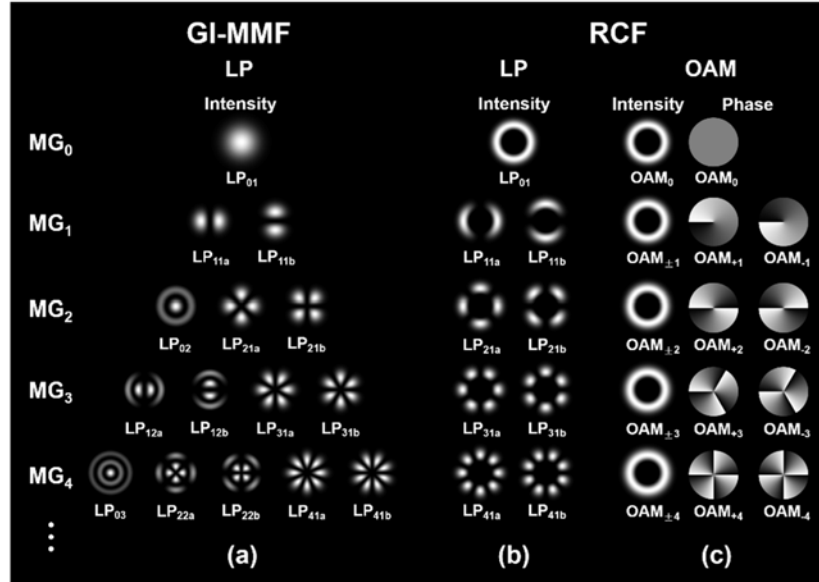 GI-MMF RCF
LP LP OAM
Intensity Intensity Intensity Phase
MG₀
LP₀₁ LP₀₁ OAM₀ OAM₀
MG₁
LP₁₁ₐ LP₁₁b LP₁₁ₐ LP₁₁b OAM±₁ OAM₊₁ OAM₋₁
MG₂
LP₀₂ LP₂₁ₐ LP₂₁b LP₂₁ₐ LP₂₁b OAM±₂ OAM₊₂ OAM₋₂
MG₃
LP₁₂ₐ LP₁₂b LP₃₁ₐ LP₃₁b LP₃₁ₐ LP₃₁b OAM±₃ OAM₊₃ OAM₋₃
MG₄
LP₀₃ LP₂₂ₐ LP₂₂b LP₄₁ₐ LP₄₁b LP₄₁ₐ LP₄₁b OAM±₄ OAM₊₄ OAM₋₄
⋮ (a) (b) (c)